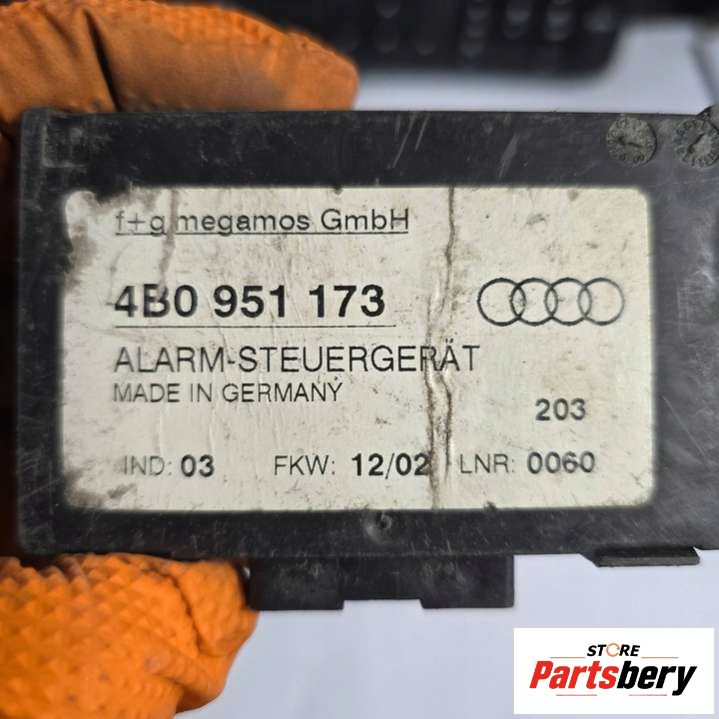 f+g megamos GmbH
4B0 951 173
ALARM-STEUERGERÄT
MADE IN GERMANY
203
IND: 03 FKW: 12/02 LNR: 0060
STORE
Partsbery